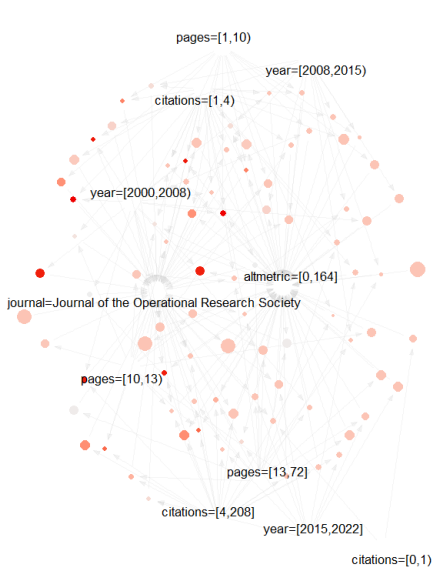 pages=[1,10)
year=[2008,2015)
citations=[1,4)
year=[2000,2008)
altmetric=[0,164]
journal=Journal of the Operational Research Society
pages=[10,13)
pages=[13,72]
citations=[4,208]
year=[2015,2022]
citations=[0,1)